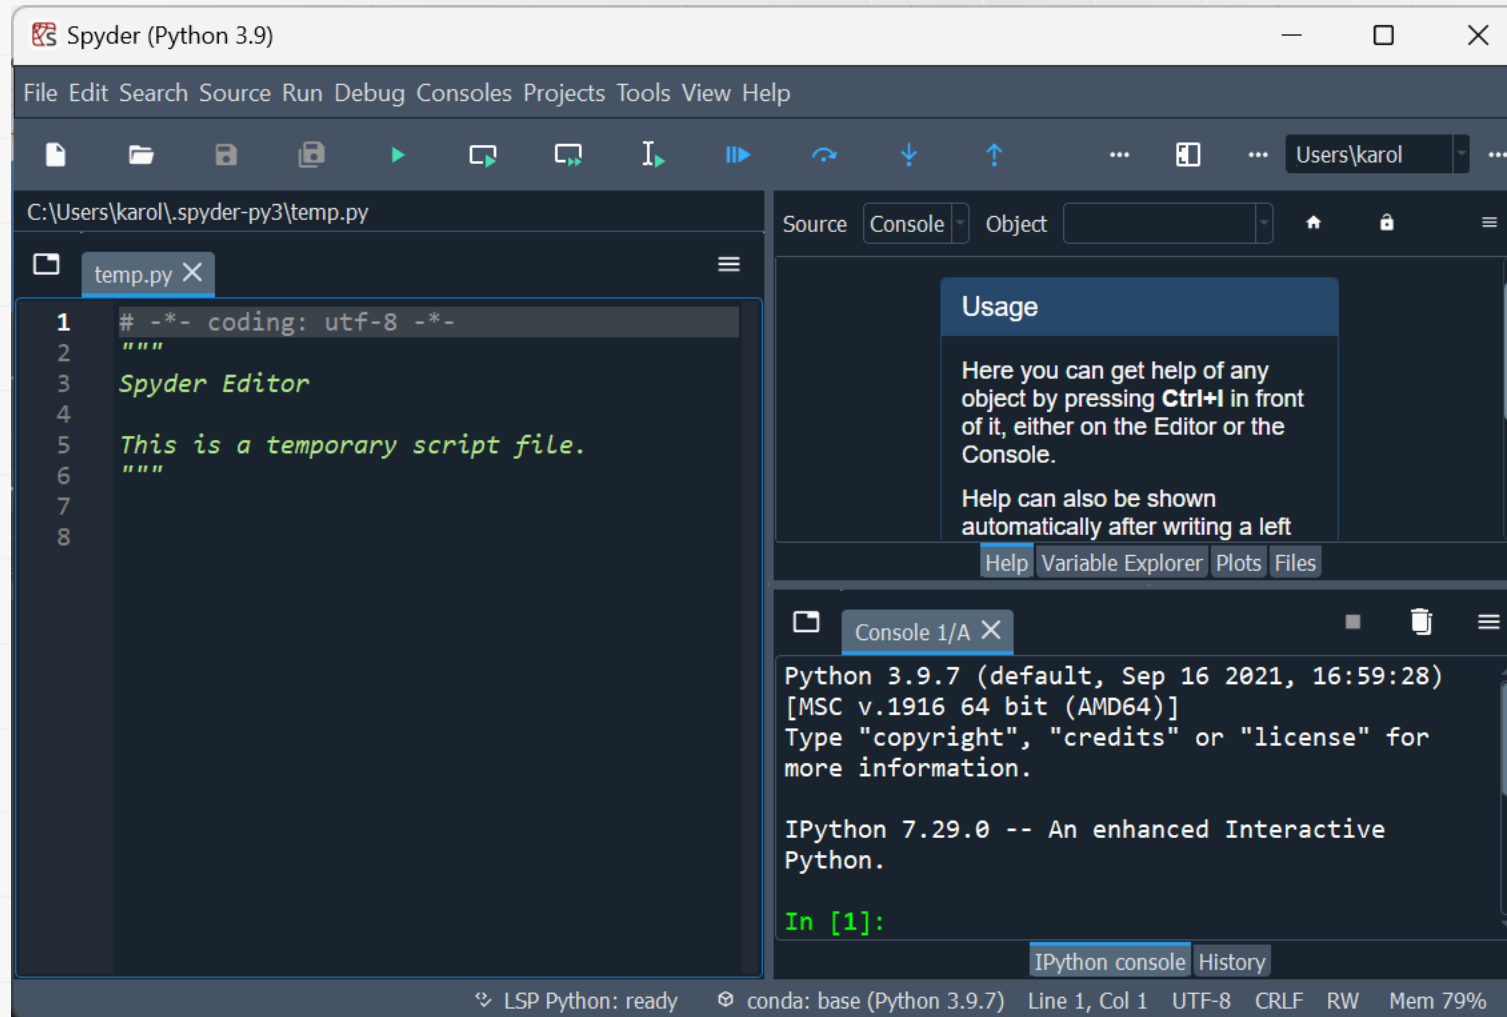 Spyder (Python 3.9)
File Edit Search Source Run Debug Consoles Projects Tools View Help
Users\karol
C:\Users\karol\.spyder-py3\temp.py
temp.py
1 # -*- coding: utf-8 -*-
2 """
3 Spyder Editor
4
5 This is a temporary script file.
6 """
7
8
Source Console Object
Usage
Here you can get help of any
object by pressing Ctrl+I in front
of it, either on the Editor or the
Console.
Help can also be shown
automatically after writing a left
Help Variable Explorer Plots Files
Console 1/A
Python 3.9.7 (default, Sep 16 2021, 16:59:28)
[MSC v.1916 64 bit (AMD64)]
Type "copyright", "credits" or "license" for
more information.
IPython 7.29.0 -- An enhanced Interactive
Python.
In [1]:
IPython console History
LSP Python: ready conda: base (Python 3.9.7) Line 1, Col 1 UTF-8 CRLF RW Mem 79%